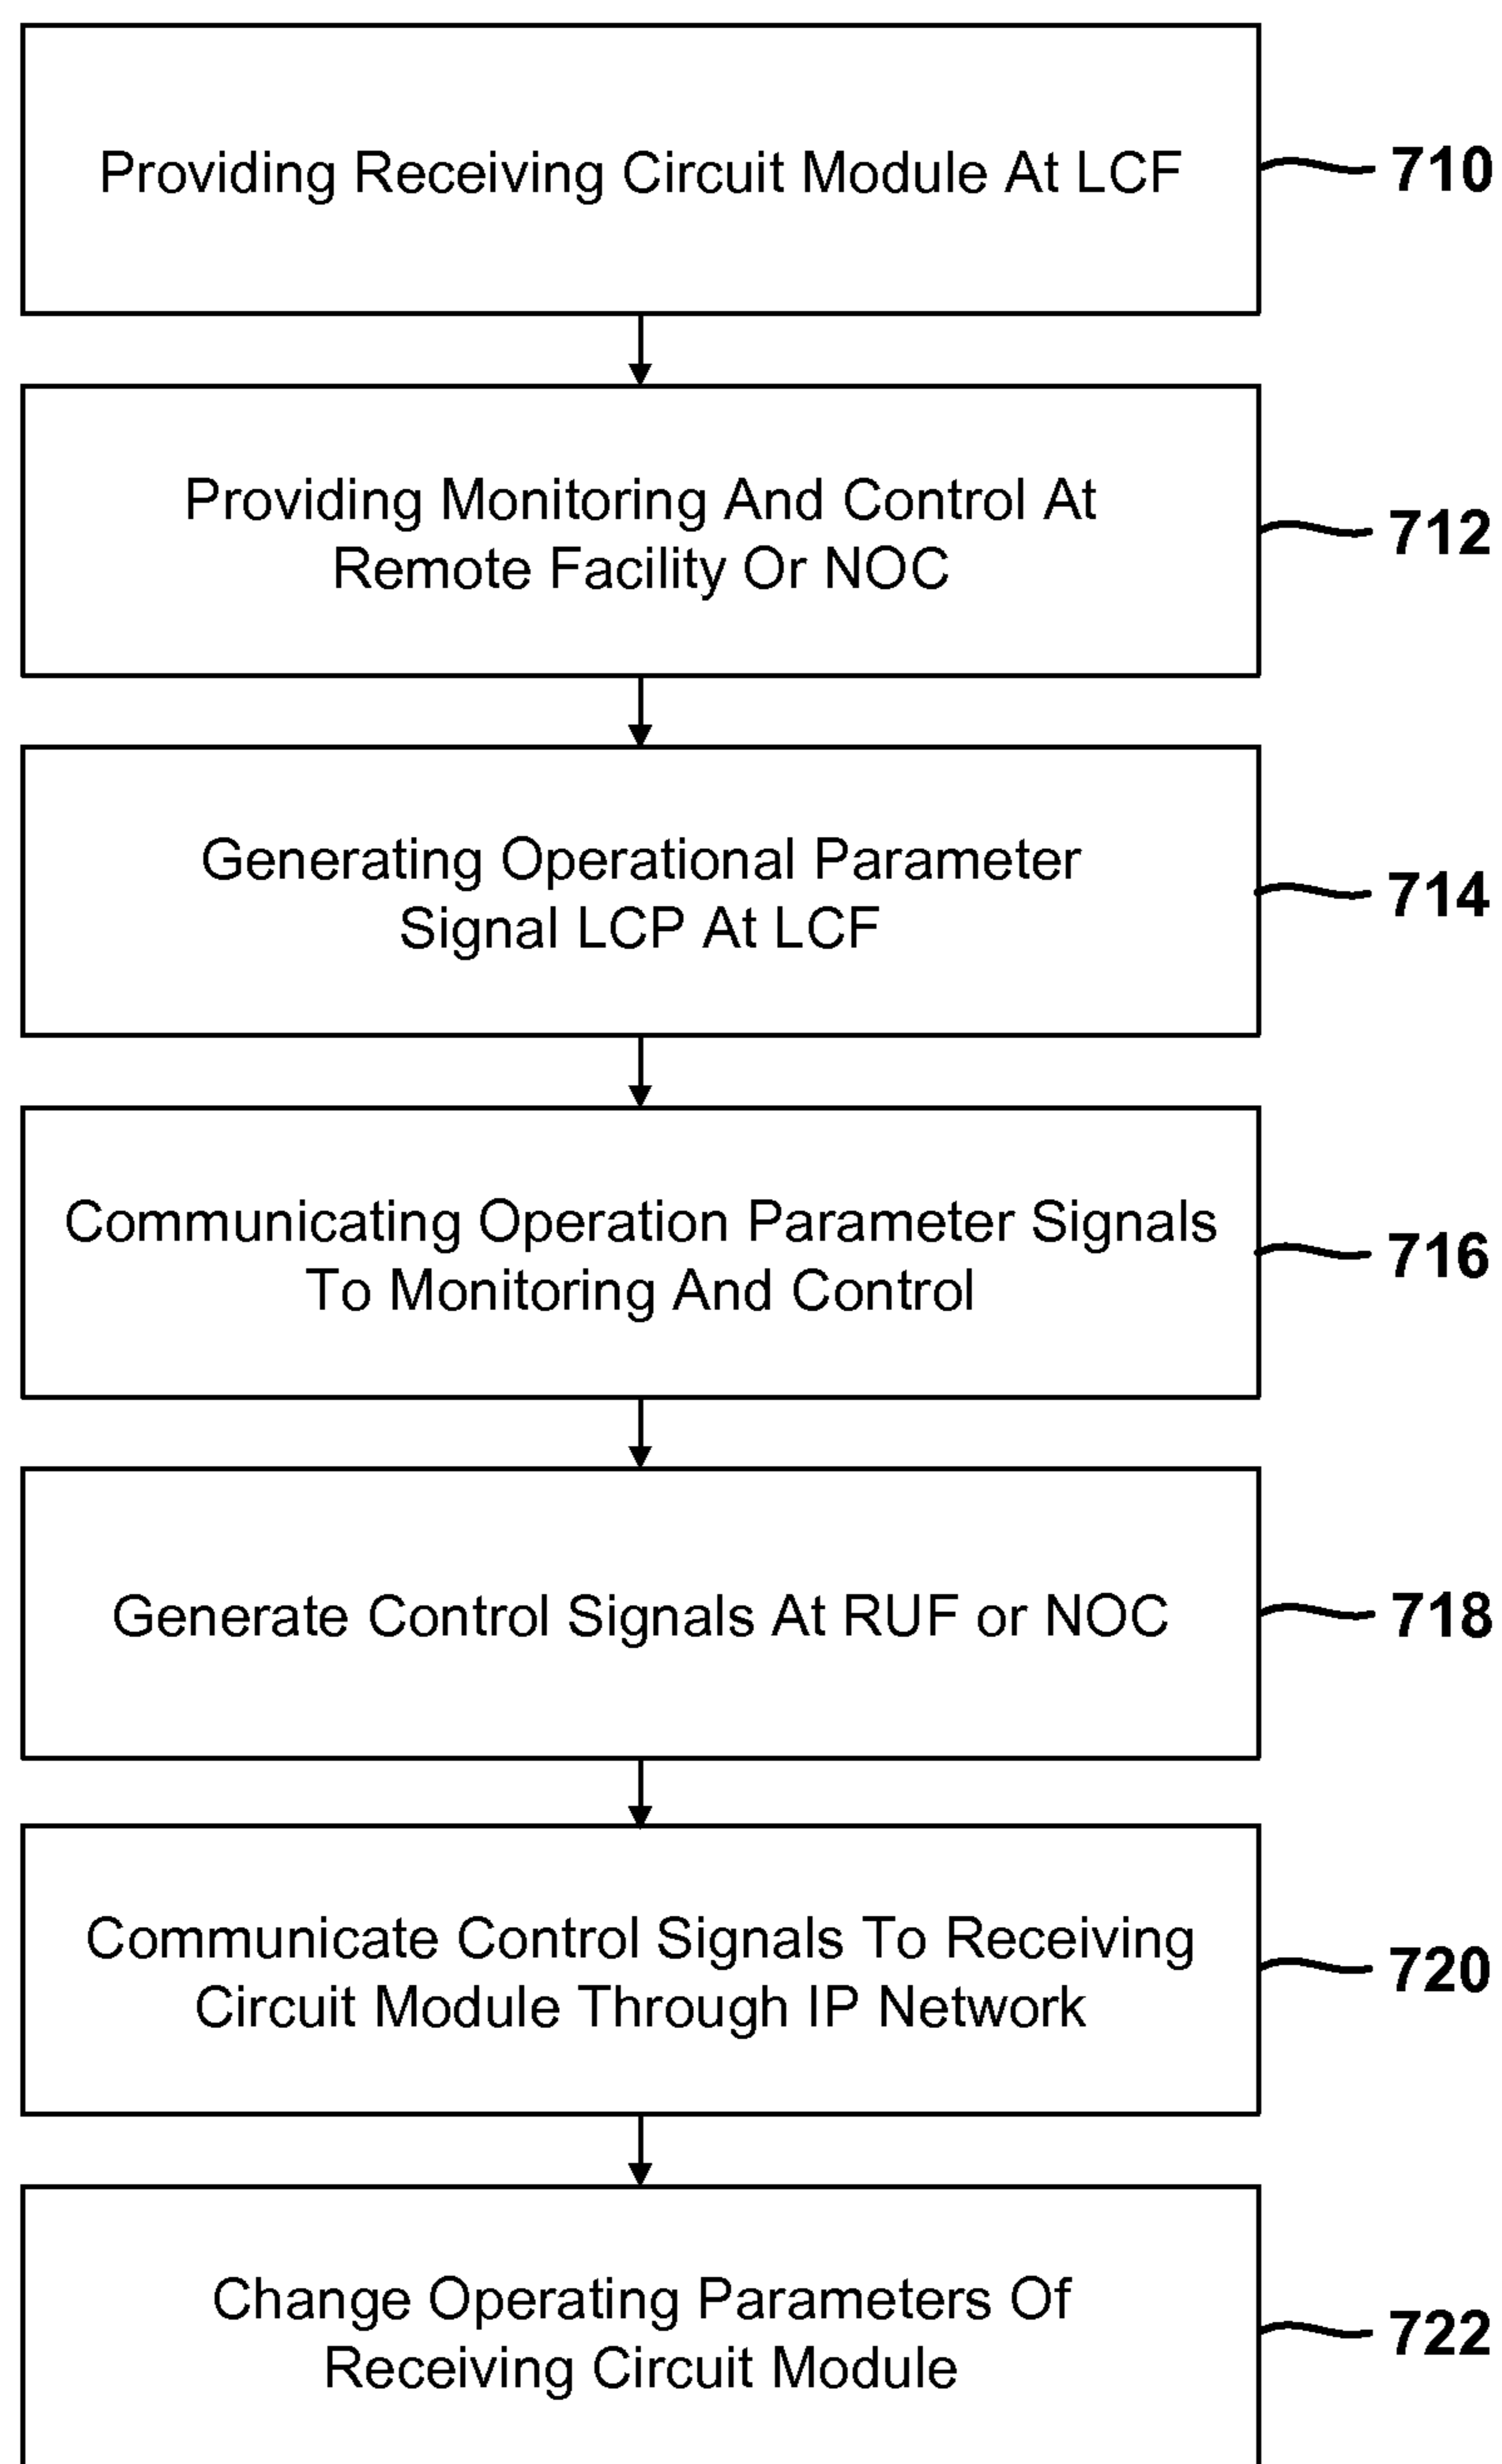 Providing Receiving Circuit Module At LCF
710
Providing Monitoring And Control At
Remote Facility Or NOC
712
Generating Operational Parameter
Signal LCP At LCF
714
Communicating Operation Parameter Signals
To Monitoring And Control
716
Generate Control Signals At RUF or NOC
718
Communicate Control Signals To Receiving
Circuit Module Through IP Network
720
Change Operating Parameters Of
Receiving Circuit Module
722